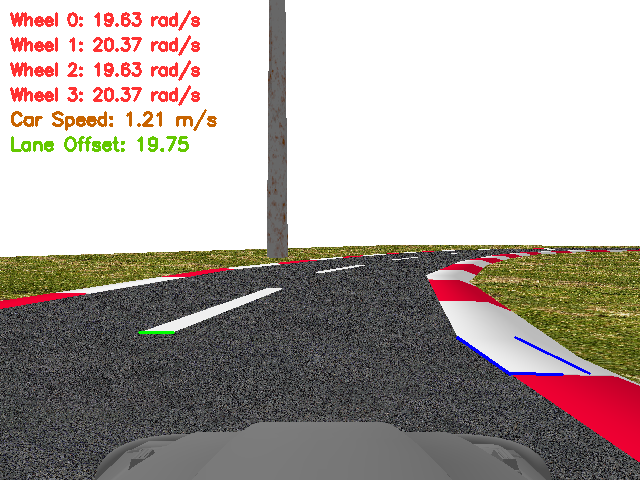 Wheel 0: 19.63 rad/s
Wheel 1: 20.37 rad/s
Wheel 2: 19.63 rad/s
Wheel 3: 20.37 rad/s
Car Speed: 1.21 m/s
Lane Offset: 19.75